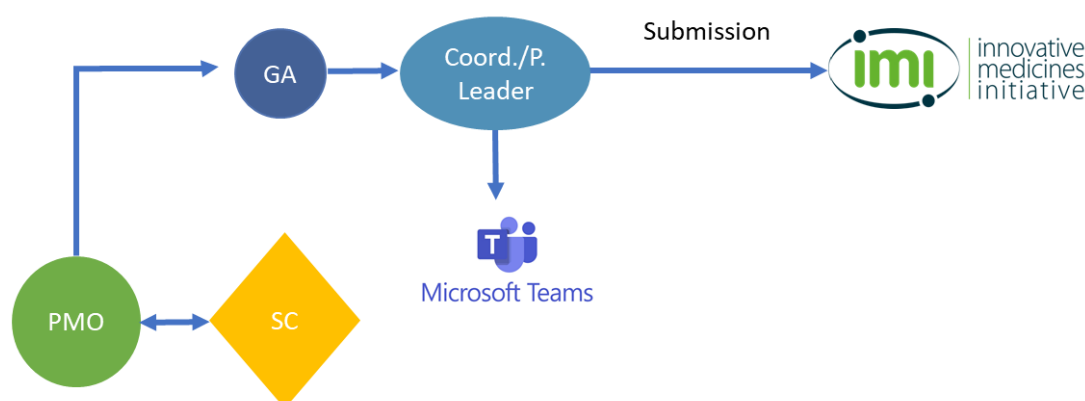 Submission
GA
Coord./P.
Leader
imi
innovative
medicines
initiative
T
Microsoft Teams
PMO
SC